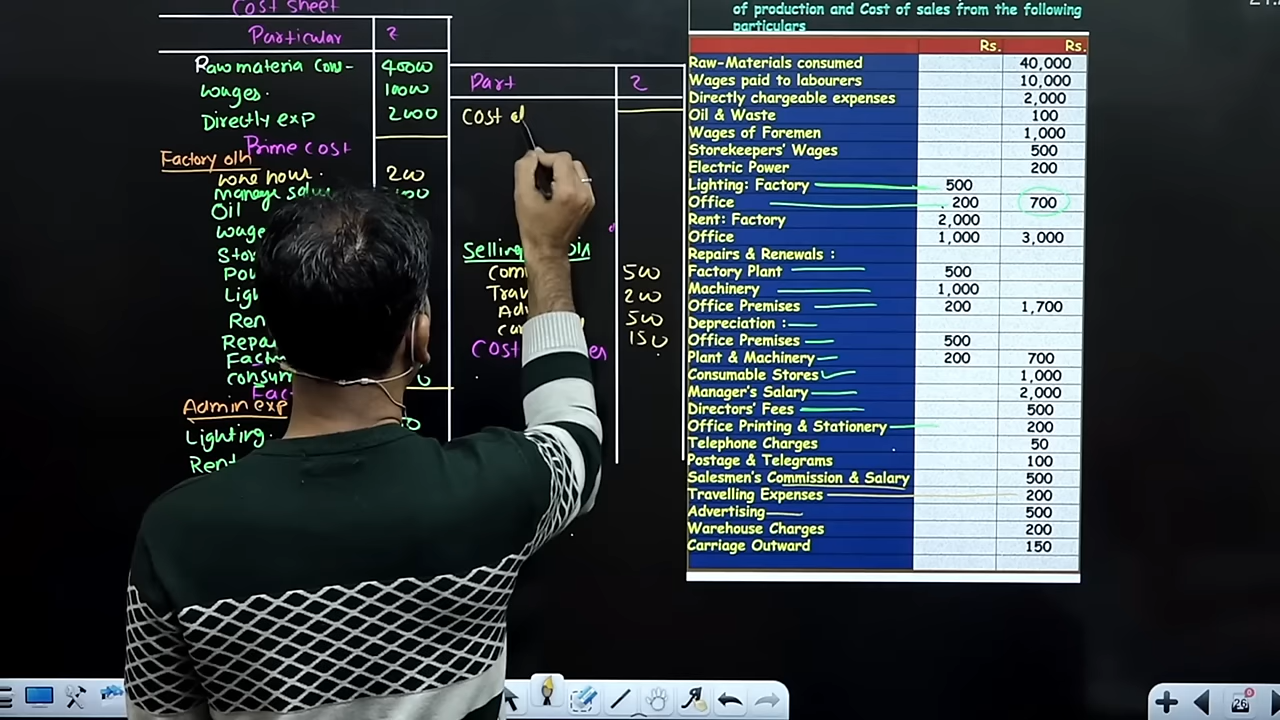 Cost Sheet
Particular ₹
Raw materia Con- 40000
wages. 10000
Directly exp 2000
Prime cost
Factory o/h
ware hou 200
manage
Oil
Admin exp
Lighting.
Rent
Part ₹
Cost
Selling
500
200
500
150
of production and Cost of sales from the following
particulars
Rs. Rs.
Raw-Materials consumed 40,000
Wages paid to labourers 10,000
Directly chargeable expenses 2,000
Oil & Waste 100
Wages of Foremen 1,000
Storekeepers' Wages 500
Electric Power 200
Lighting: Factory 500
Office 200 700
Rent: Factory 2,000
Office 1,000 3,000
Repairs & Renewals :
Factory Plant 500
Machinery 1,000
Office Premises 200 1,700
Depreciation :
Office Premises 500
Plant & Machinery 200 700
Consumable Stores 1,000
Manager's Salary 2,000
Directors' Fees 500
Office Printing & Stationery 200
Telephone Charges 50
Postage & Telegrams 100
Salesmen's Commission & Salary 500
Travelling Expenses 200
Advertising 500
Warehouse Charges 200
Carriage Outward 150
26